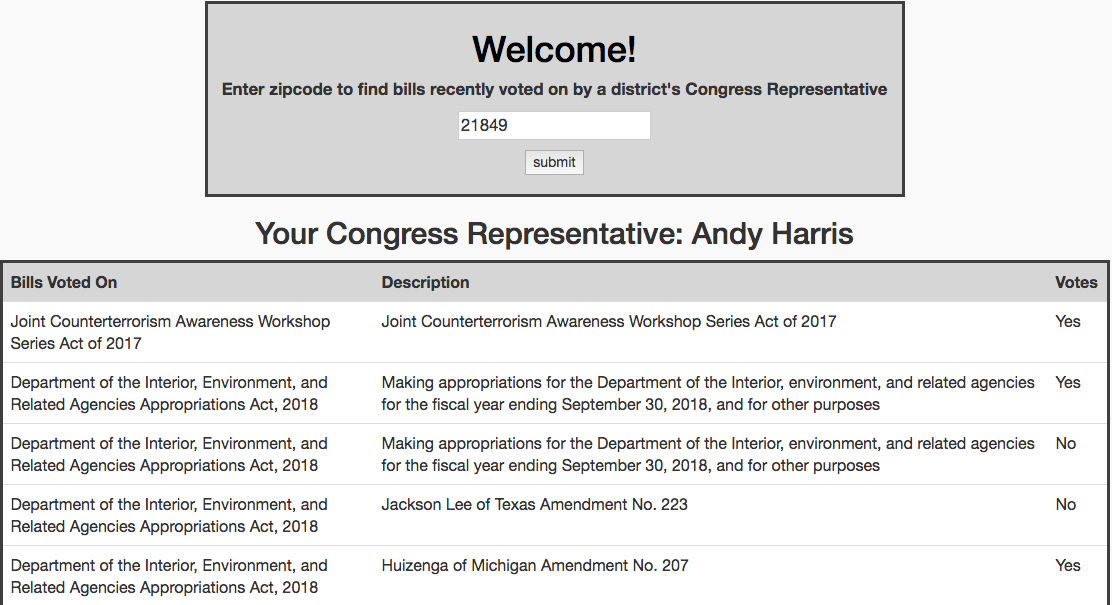 Welcome!
Enter zipcode to find bills recently voted on by a district's Congress Representative
21849
submit
Your Congress Representative: Andy Harris
Bills Voted On Description Votes
Joint Counterterrorism Awareness Workshop Joint Counterterrorism Awareness Workshop Series Act of 2017 Yes
Series Act of 2017
Department of the Interior, Environment, and Making appropriations for the Department of the Interior, environment, and related agencies Yes
Related Agencies Appropriations Act, 2018 for the fiscal year ending September 30, 2018, and for other purposes
Department of the Interior, Environment, and Making appropriations for the Department of the Interior, environment, and related agencies No
Related Agencies Appropriations Act, 2018 for the fiscal year ending September 30, 2018, and for other purposes
Department of the Interior, Environment, and Jackson Lee of Texas Amendment No. 223 No
Related Agencies Appropriations Act, 2018
Department of the Interior, Environment, and Huizenga of Michigan Amendment No. 207 Yes
Related Agencies Appropriations Act, 2018